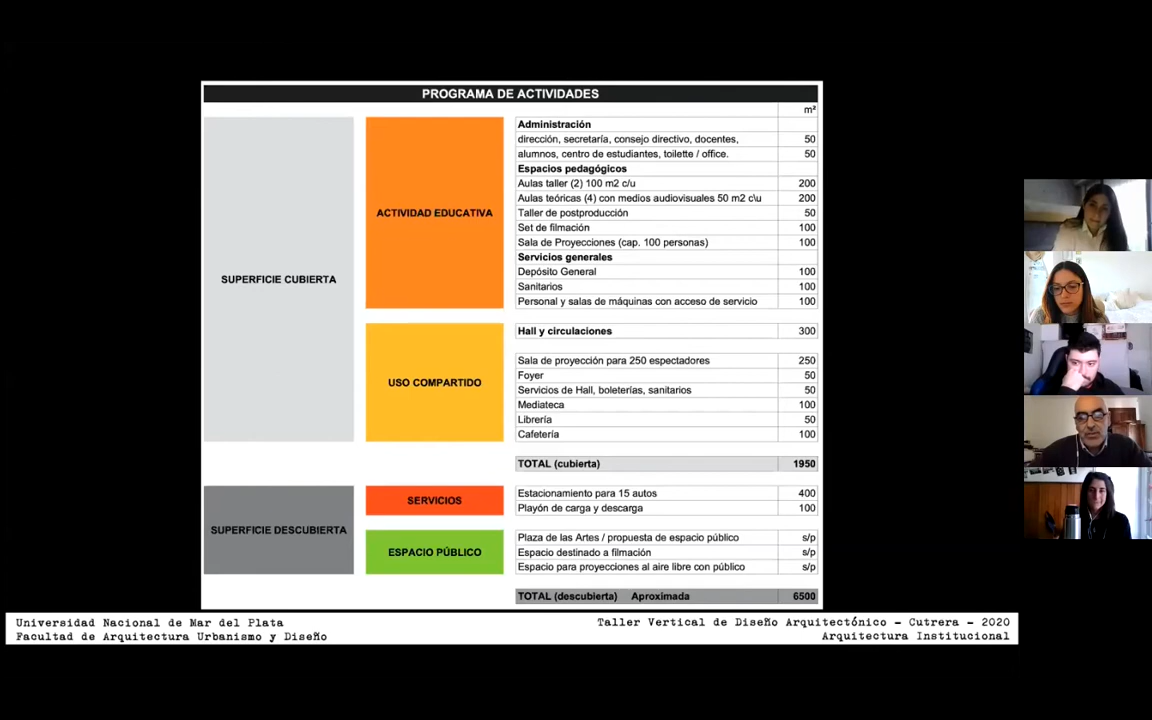 PROGRAMA DE ACTIVIDADES
m²
SUPERFICIE CUBIERTA
ACTIVIDAD EDUCATIVA
Administración
dirección, secretaría, consejo directivo, docentes, 50
alumnos, centro de estudiantes, toilette / office. 50
Espacios pedagógicos
Aulas taller (2) 100 m2 c/u 200
Aulas teóricas (4) con medios audiovisuales 50 m2 c\u 200
Taller de postproducción 50
Set de filmación 100
Sala de Proyecciones (cap. 100 personas) 100
Servicios generales
Depósito General 100
Sanitarios 100
Personal y salas de máquinas con acceso de servicio 100
USO COMPARTIDO
Hall y circulaciones 300
Sala de proyección para 250 espectadores 250
Foyer 50
Servicios de Hall, boleterías, sanitarios 50
Mediateca 100
Librería 50
Cafetería 100
TOTAL (cubierta) 1950
SUPERFICIE DESCUBIERTA
SERVICIOS
Estacionamiento para 15 autos 400
Playón de carga y descarga 100
ESPACIO PÚBLICO
Plaza de las Artes / propuesta de espacio público s/p
Espacio destinado a filmación s/p
Espacio para proyecciones al aire libre con público s/p
TOTAL (descubierta) Aproximada 6500
Universidad Nacional de Mar del Plata
Facultad de Arquitectura Urbanismo y Diseño
Taller Vertical de Diseño Arquitectónico - Cutrera - 2020
Arquitectura Institucional